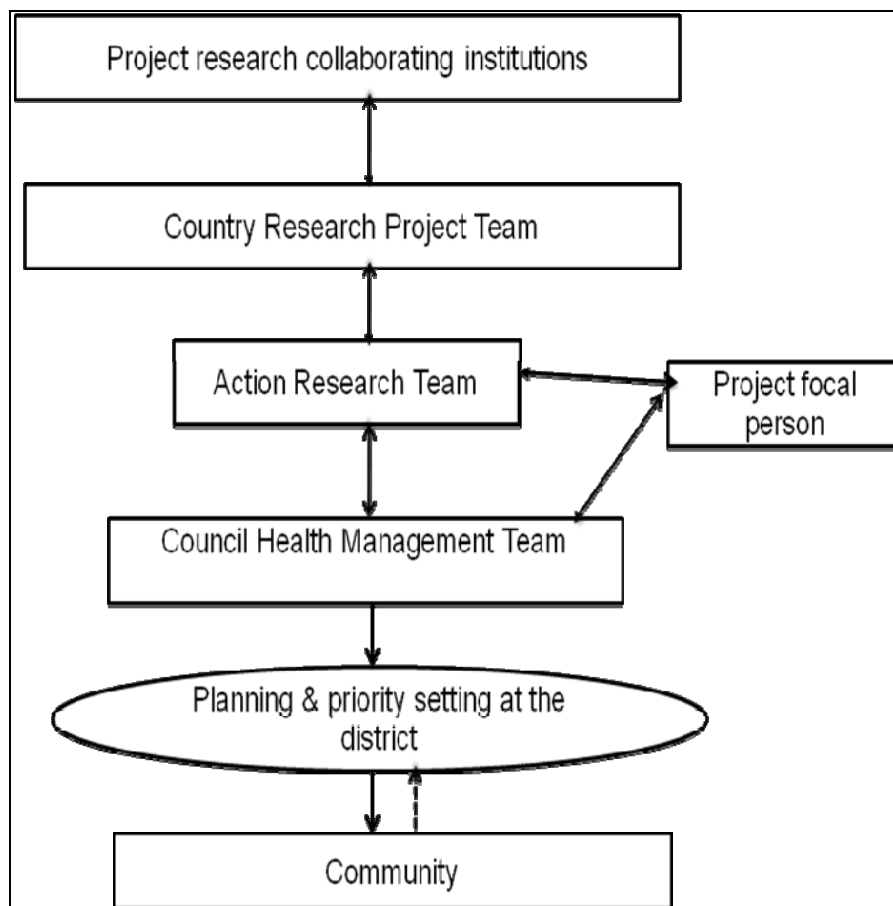 Project research collaborating institutions
Country Research Project Team
Action Research Team
Project focal
person
Council Health Management Team
Planning & priority setting at the
district
Community